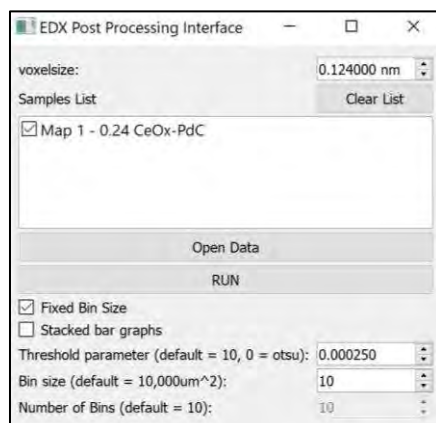 EDX Post Processing Interface
voxelsize: 0.124000 nm
Samples List Clear List
Map 1 - 0.24 CeOx-PdC
Open Data
RUN
Fixed Bin Size
Stacked bar graphs
Threshold parameter (default = 10, 0 = otsu): 0.000250
Bin size (default = 10,000um^2): 10
Number of Bins (default = 10): 10